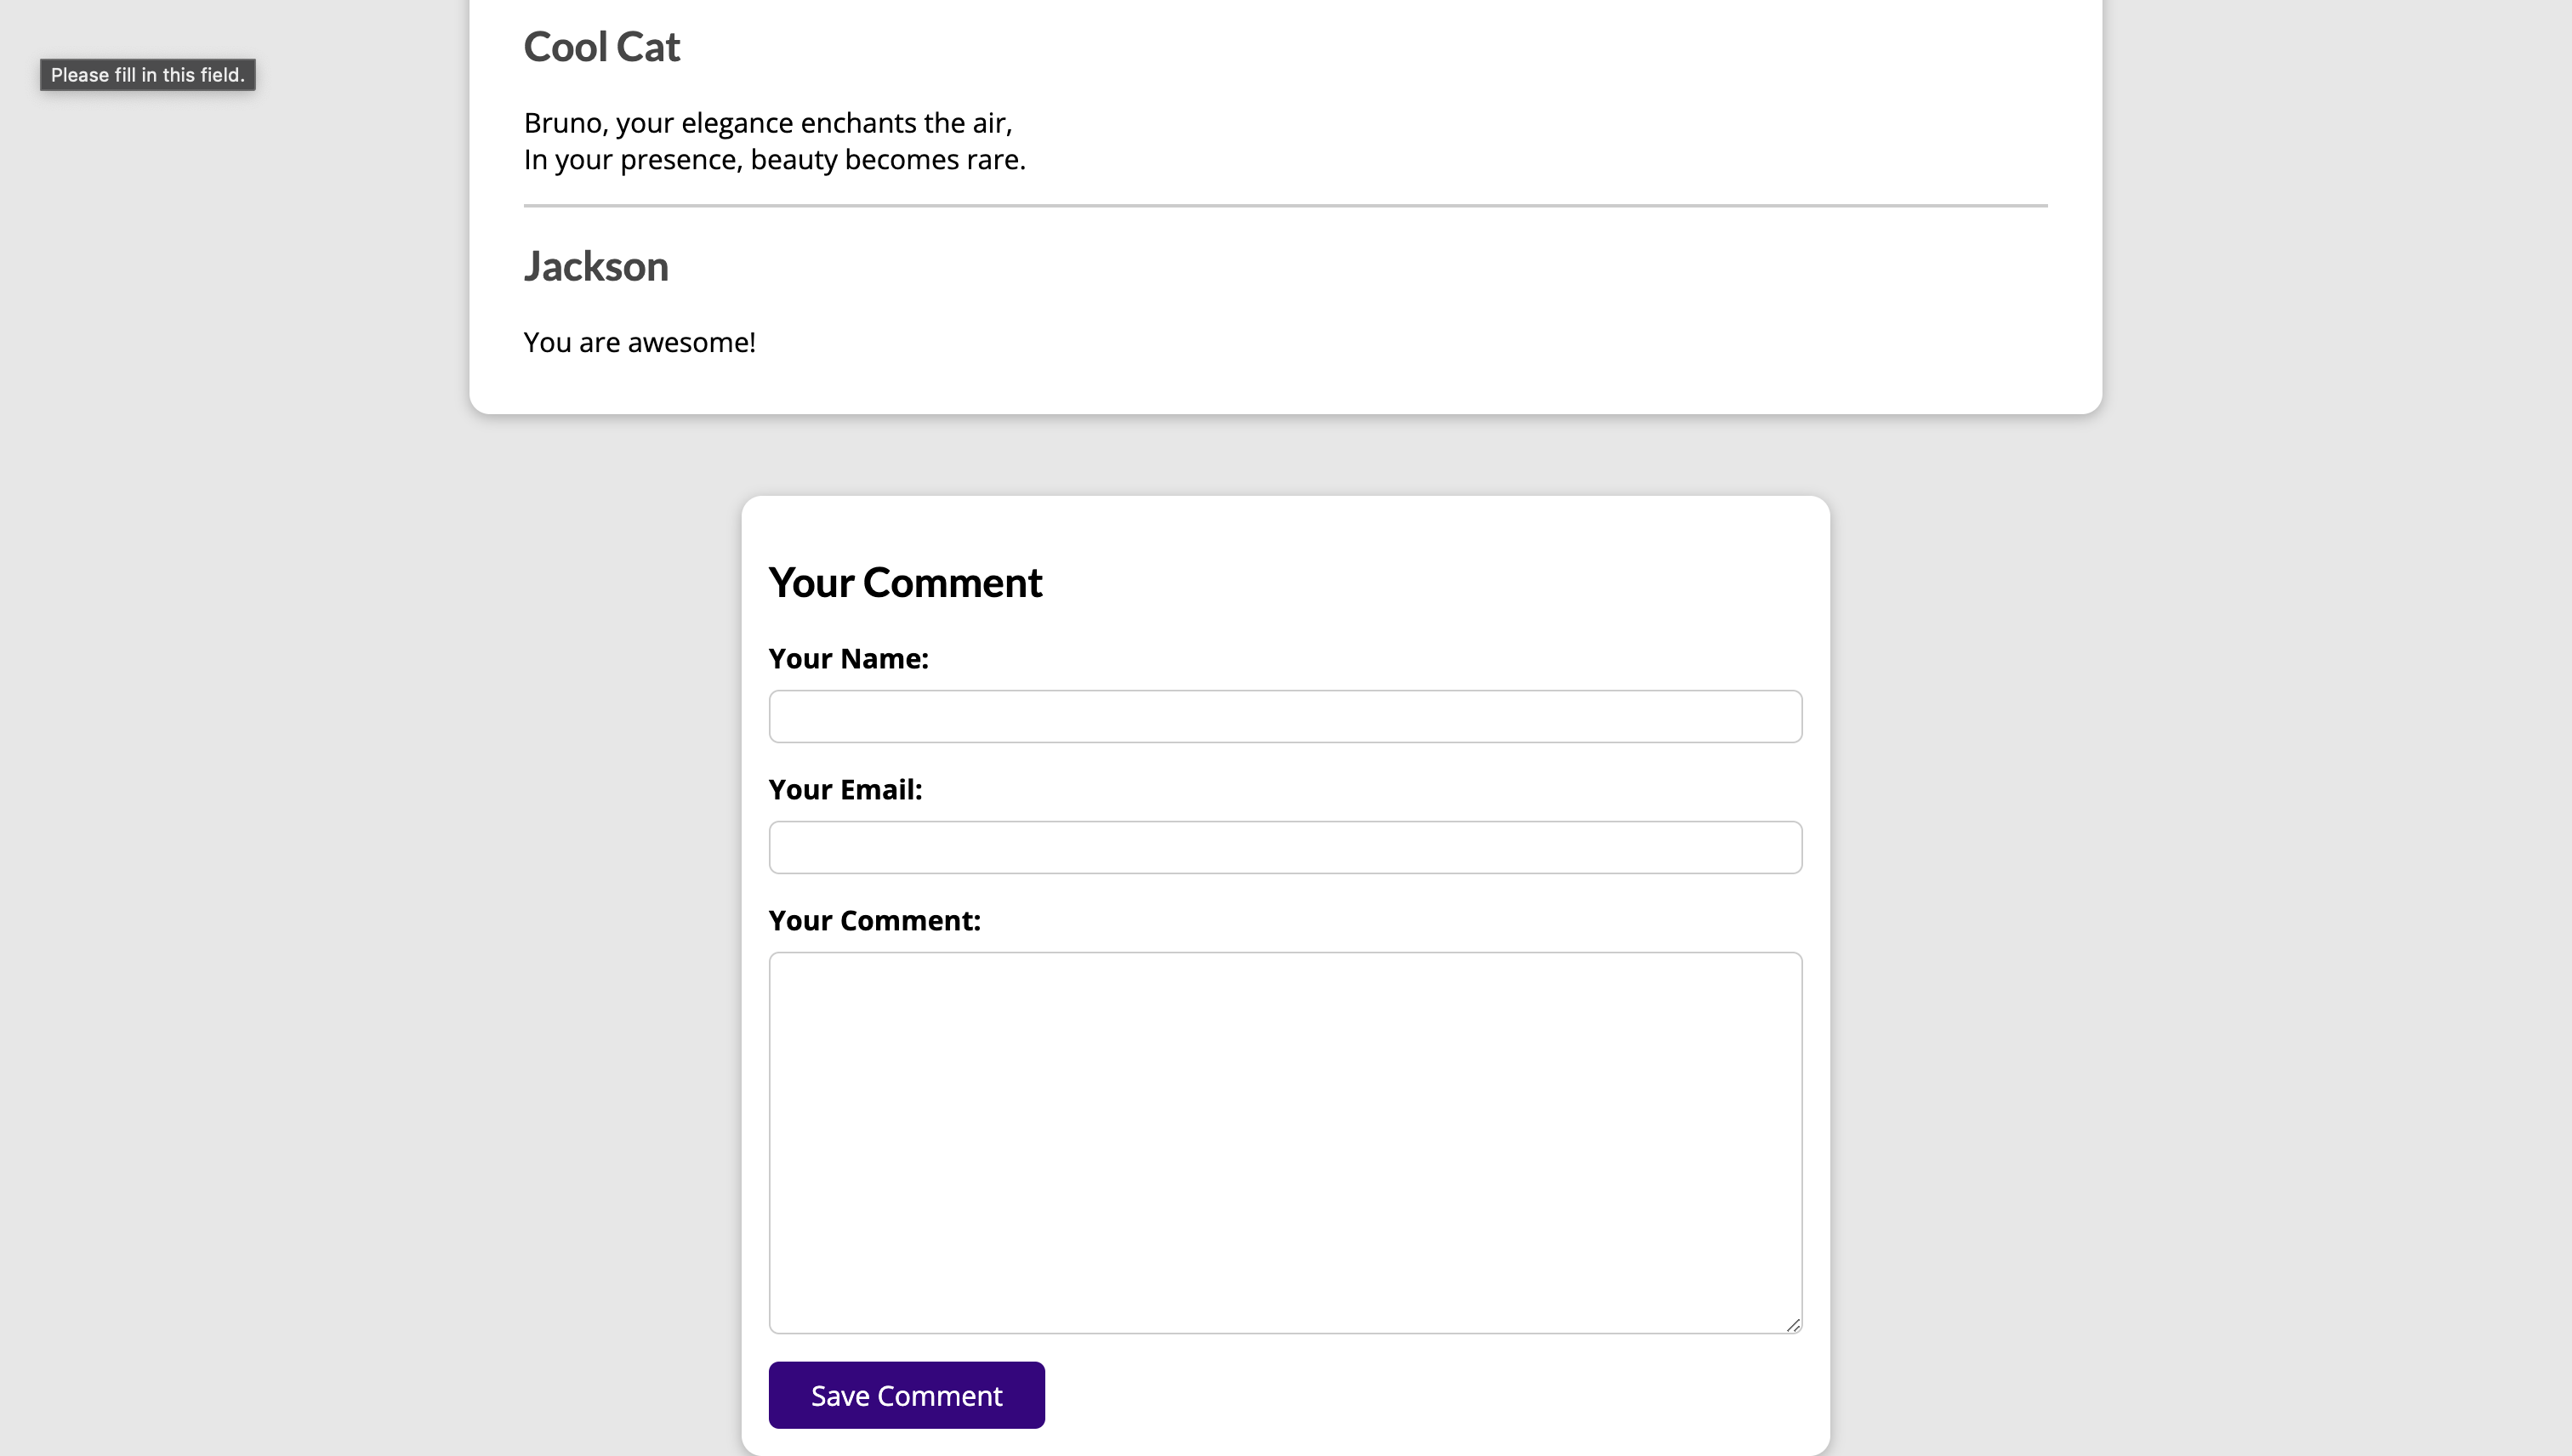 Cool Cat
Please fill in this field.
Bruno, your elegance enchants the air,
In your presence, beauty becomes rare.
Jackson
You are awesome!
Your Comment
Your Name:
Your Email:
Your Comment:
Save Comment